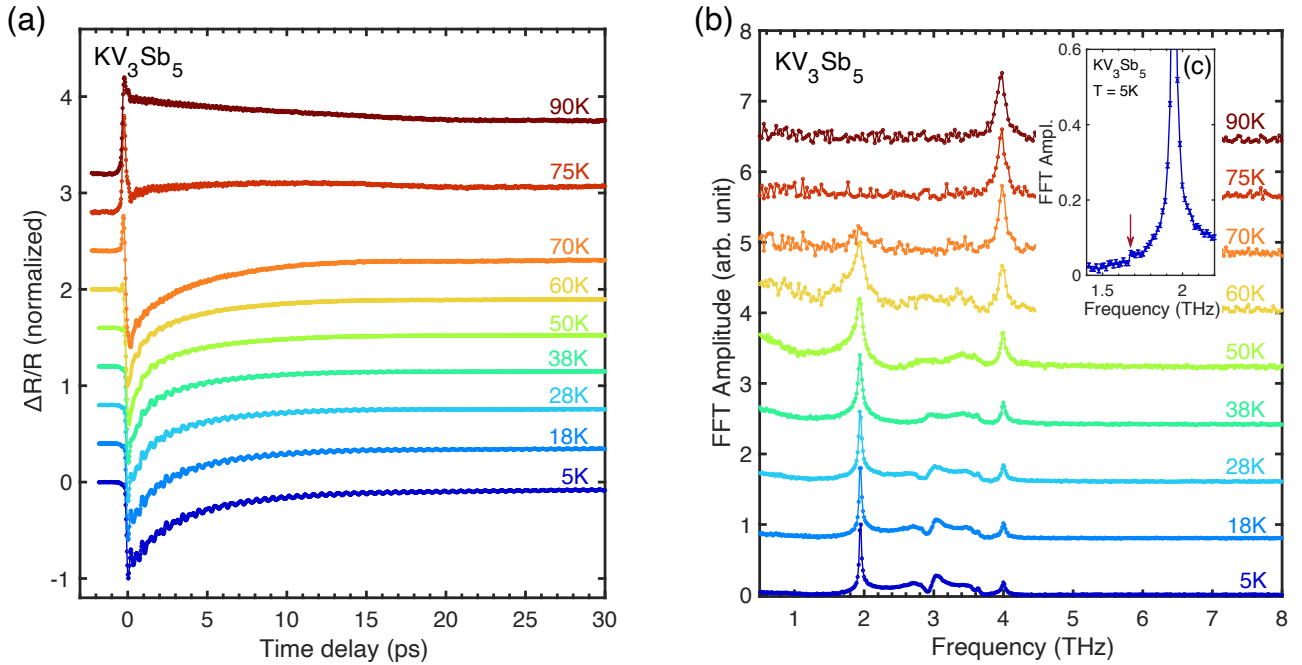 (a)
KV3Sb5
4
3
2
1
0
-1
90K
75K
70K
60K
50K
38K
28K
18K
5K
0 5 10 15 20 25 30
Time delay (ps)
ΔR/R (normalized)
(b)
KV3Sb5
8
7
6
5
4
3
2
1
0
90K
75K
70K
60K
50K
38K
28K
18K
5K
1 2 3 4 5 6 7 8
Frequency (THz)
FFT Amplitude (arb. unit)
(c)
KV3Sb5
T = 5K
0.6
0.4
0.2
0
1.5 2
Frequency (THz)
FFT Ampl.